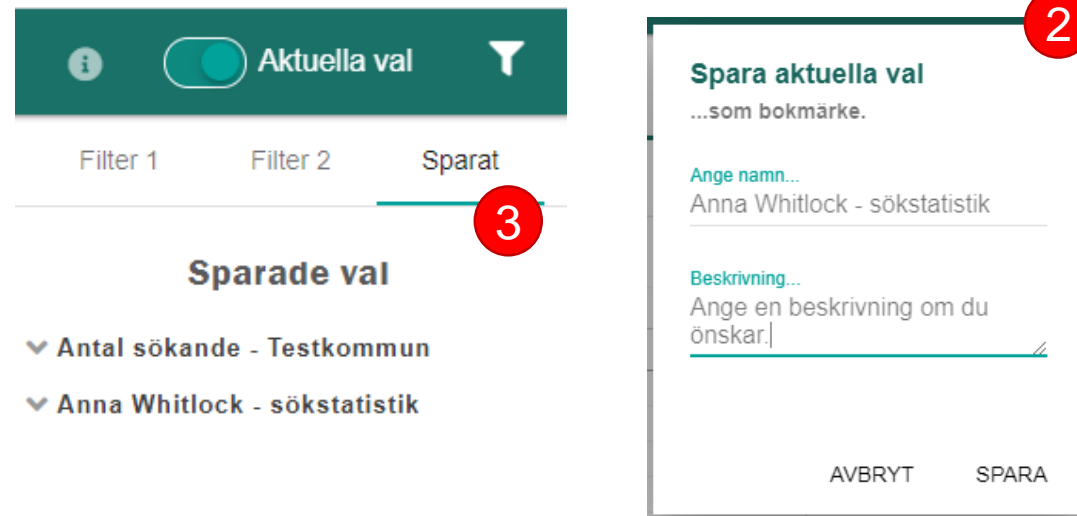 Aktuella val
Filter 1 Filter 2 Sparat
3
Sparade val
Antal sökande - Testkommun
Anna Whitlock - sökstatistik
2
Spara aktuella val
...som bokmärke.
Ange namn...
Anna Whitlock - sökstatistik
Beskrivning...
Ange en beskrivning om du
önskar.
AVBRYT SPARA